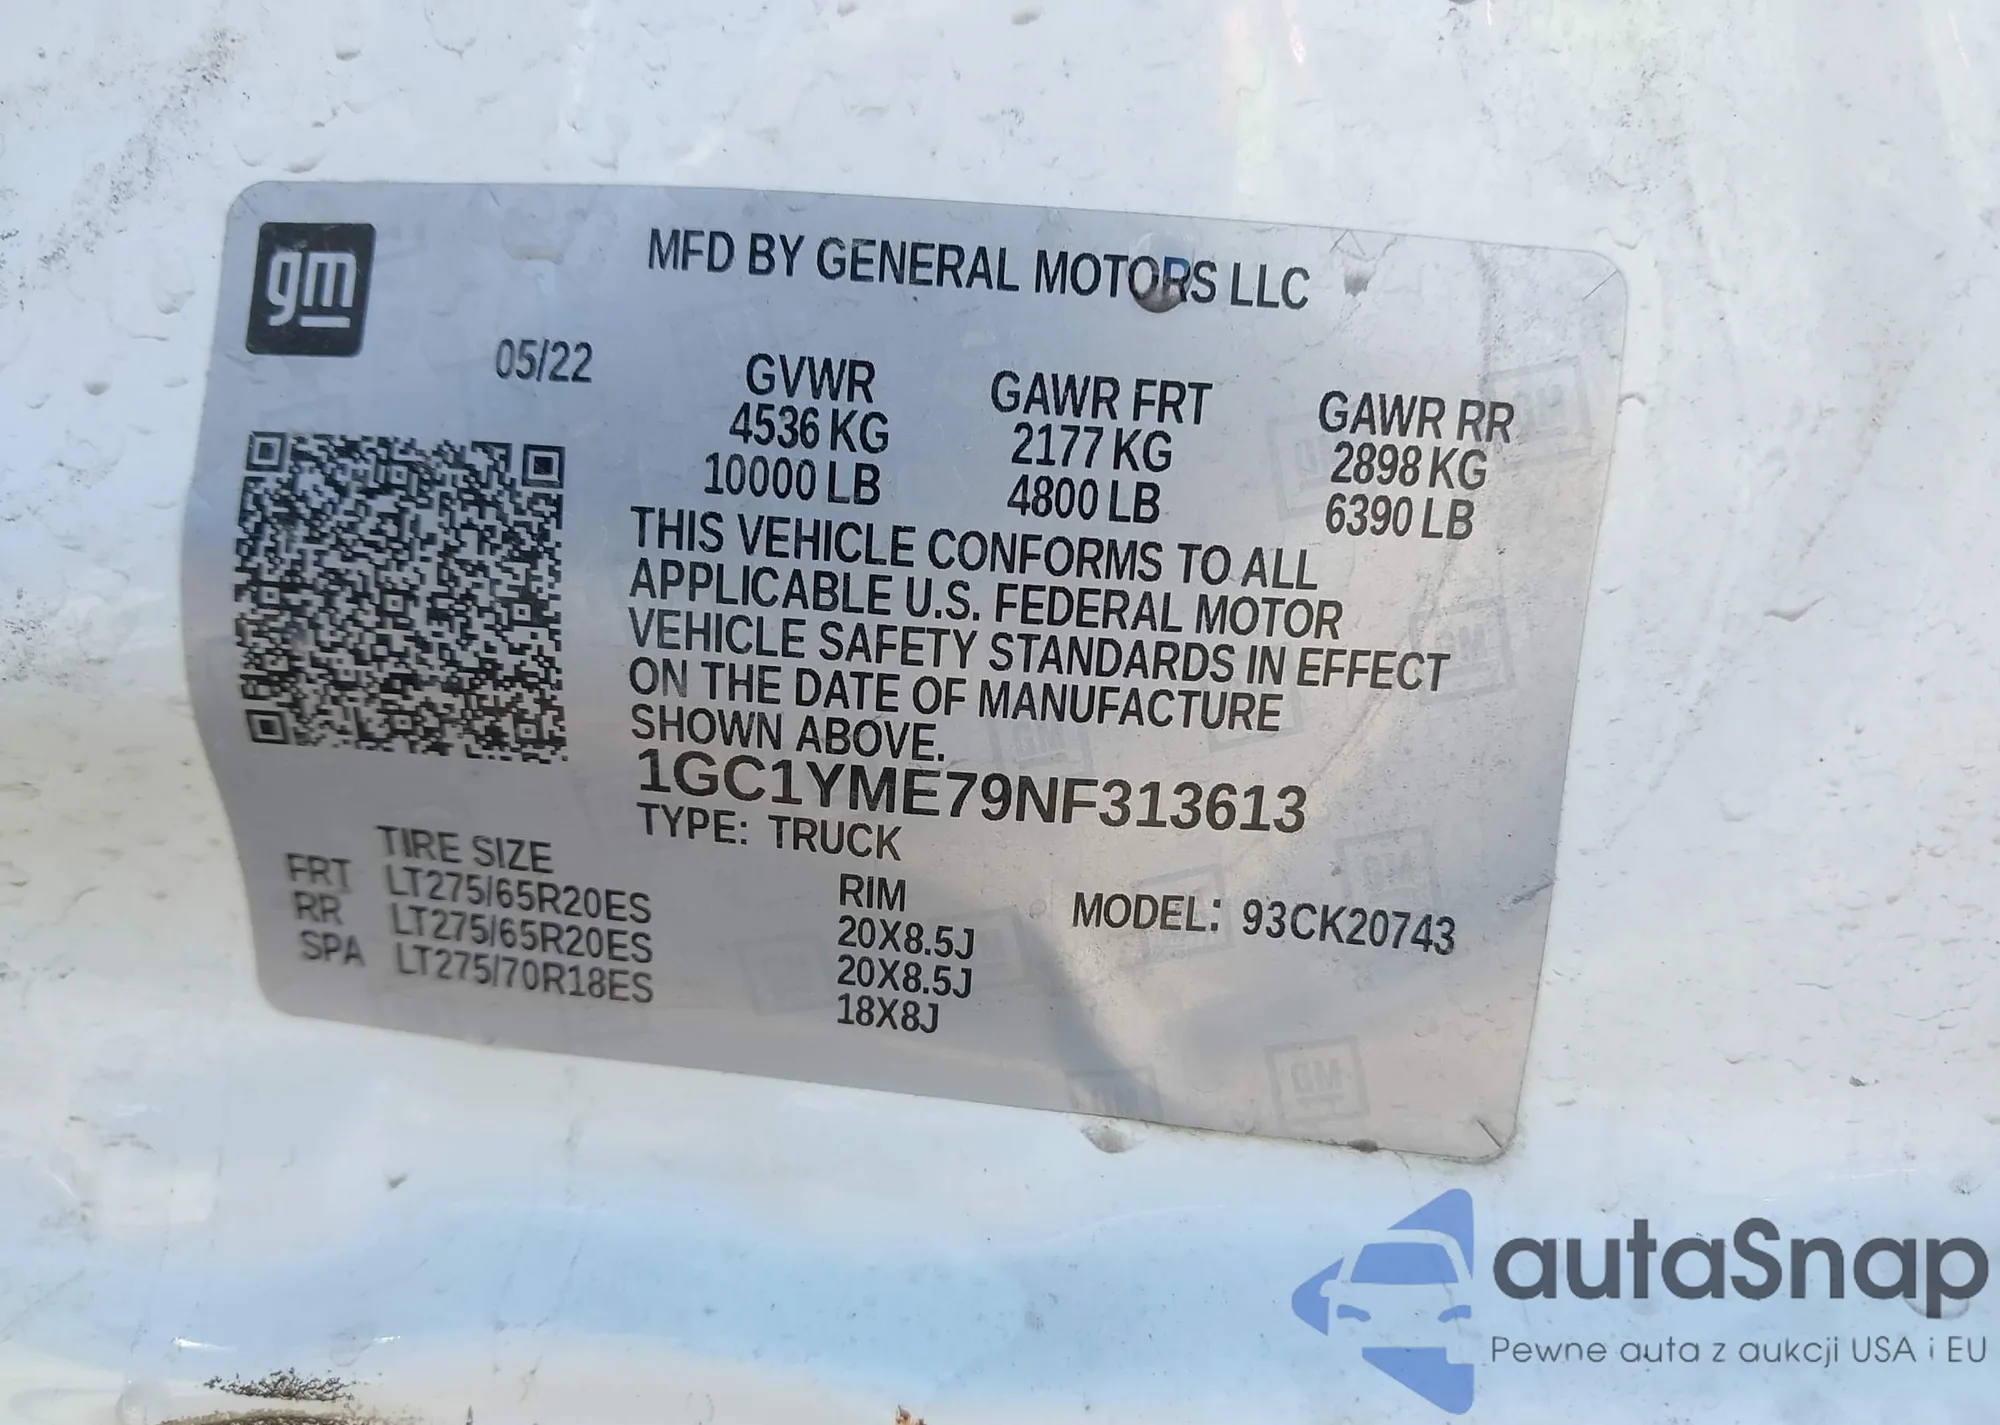 gm
MFD BY GENERAL MOTORS LLC
05/22
GVWR GAWR FRT GAWR RR
4536 KG 2177 KG 2898 KG
10000 LB 4800 LB 6390 LB
THIS VEHICLE CONFORMS TO ALL
APPLICABLE U.S. FEDERAL MOTOR
VEHICLE SAFETY STANDARDS IN EFFECT
ON THE DATE OF MANUFACTURE
SHOWN ABOVE.
1GC1YME79NF313613
TYPE: TRUCK
TIRE SIZE RIM MODEL: 93CK20743
FRT LT275/65R20ES 20X8.5J
RR LT275/65R20ES 20X8.5J
SPA LT275/70R18ES 18X8J
autaSnap
Pewne auta z aukcji USA i EU